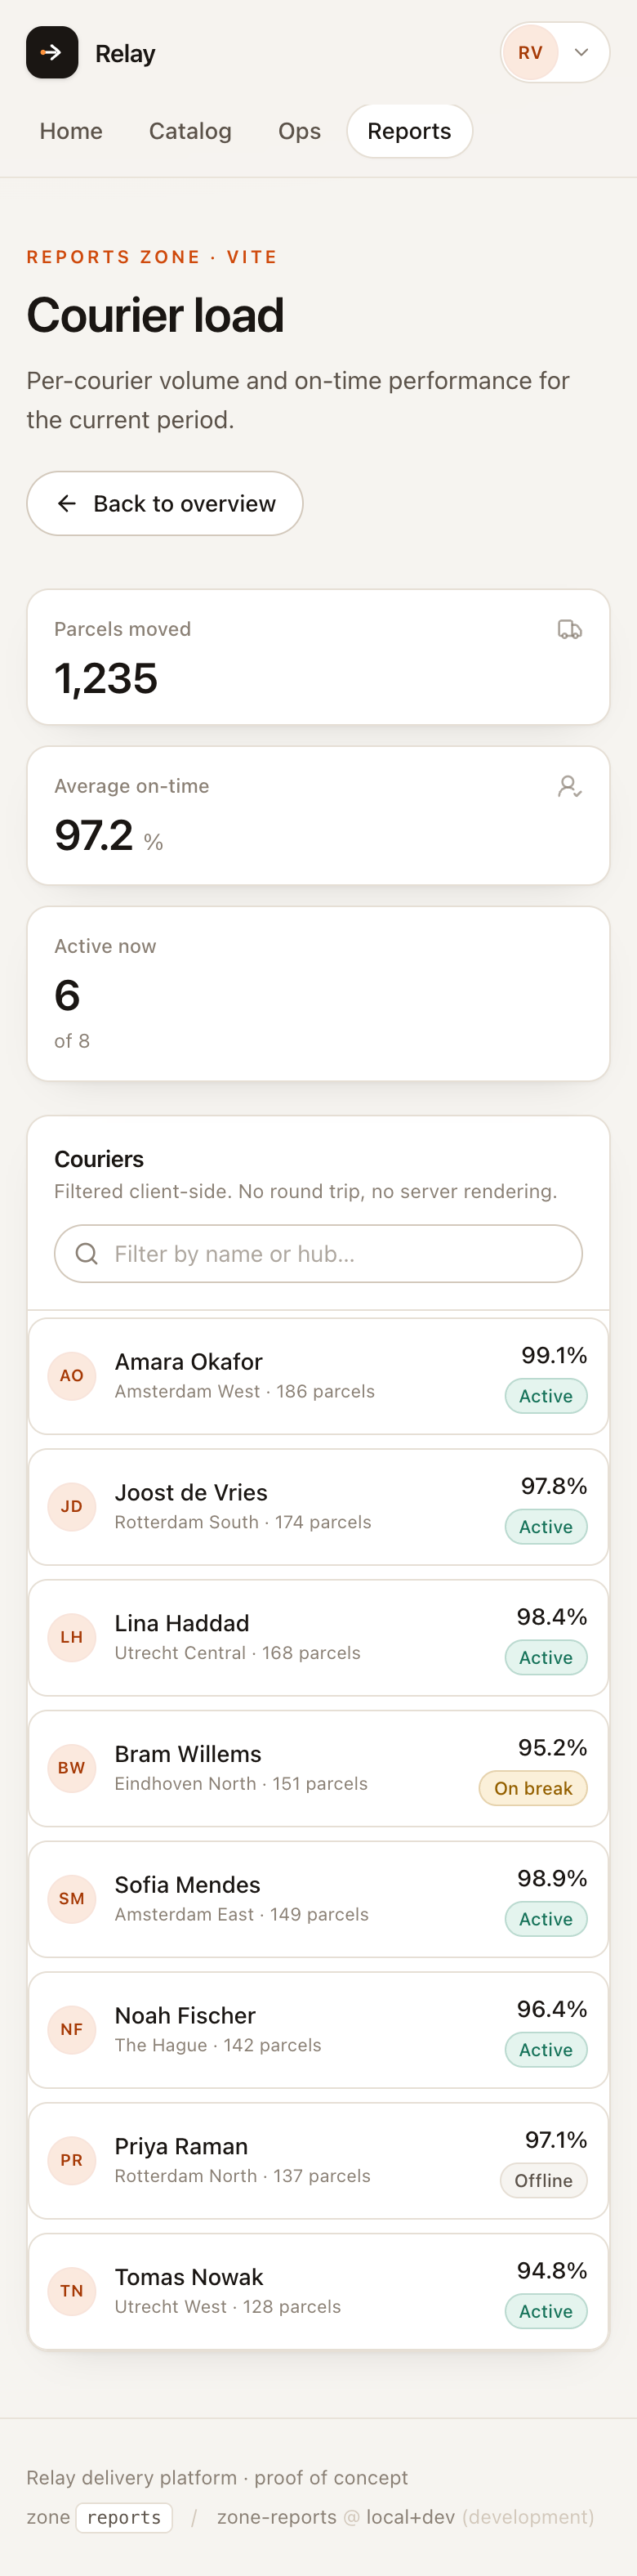 Relay
RV
Home Catalog Ops Reports
REPORTS ZONE · VITE
Courier load
Per-courier volume and on-time performance for
the current period.
Back to overview
Parcels moved
1,235
Average on-time
97.2 %
Active now
6
of 8
Couriers
Filtered client-side. No round trip, no server rendering.
Filter by name or hub...
AO
Amara Okafor
Amsterdam West · 186 parcels
99.1%
Active
JD
Joost de Vries
Rotterdam South · 174 parcels
97.8%
Active
LH
Lina Haddad
Utrecht Central · 168 parcels
98.4%
Active
BW
Bram Willems
Eindhoven North · 151 parcels
95.2%
On break
SM
Sofia Mendes
Amsterdam East · 149 parcels
98.9%
Active
NF
Noah Fischer
The Hague · 142 parcels
96.4%
Active
PR
Priya Raman
Rotterdam North · 137 parcels
97.1%
Offline
TN
Tomas Nowak
Utrecht West · 128 parcels
94.8%
Active
Relay delivery platform · proof of concept
zone reports / zone-reports @ local+dev (development)